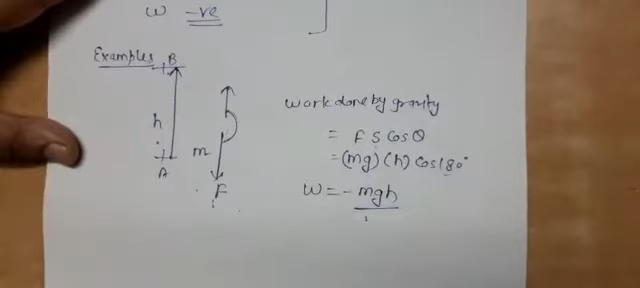 W -ve
Examples
B
h
A
m
F
Work done by gravity
= F S Cos θ
= (mg) (h) Cos 180°
W = - mgh